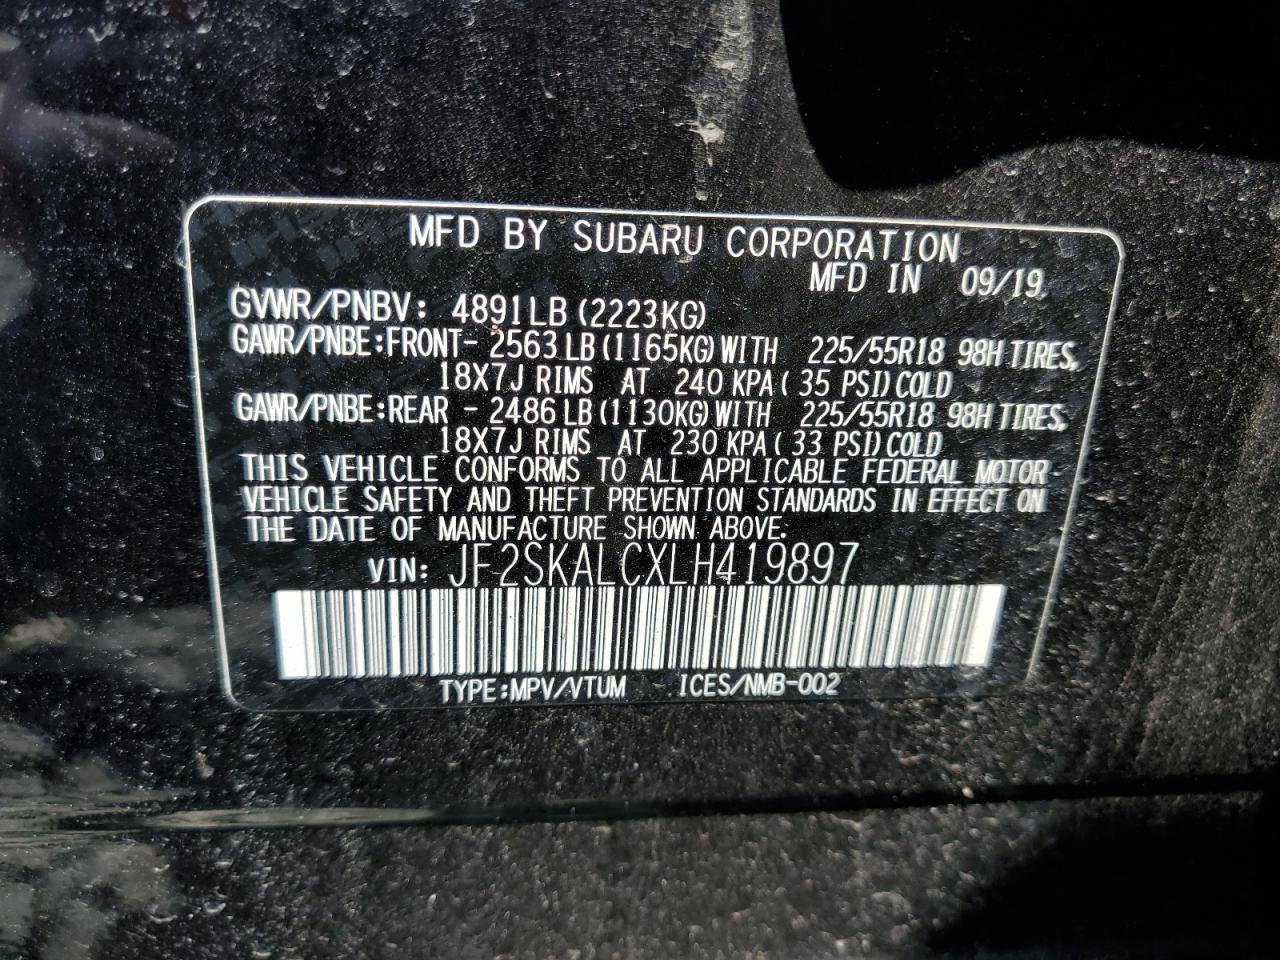 MFD BY SUBARU CORPORATION
MFD IN 09/19
GVWR/PNBV: 4891LB (2223KG)
GAWR/PNBE:FRONT- 2563LB(1165KG)WITH 225/55R18 98H TIRES,
18X7J RIMS AT 240 KPA( 35 PSI)COLD
GAWR/PNBE:REAR - 2486LB(1130KG)WITH 225/55R18 98H TIRES,
18X7J RIMS AT 230 KPA( 33 PSI)COLD
THIS VEHICLE CONFORMS TO ALL APPLICABLE FEDERAL MOTOR-
VEHICLE SAFETY AND THEFT PREVENTION STANDARDS IN EFFECT ON
THE DATE OF MANUFACTURE SHOWN ABOVE.
VIN: JF2SKALCXLH419897
TYPE:MPV/VTUM ICES/NMB-002